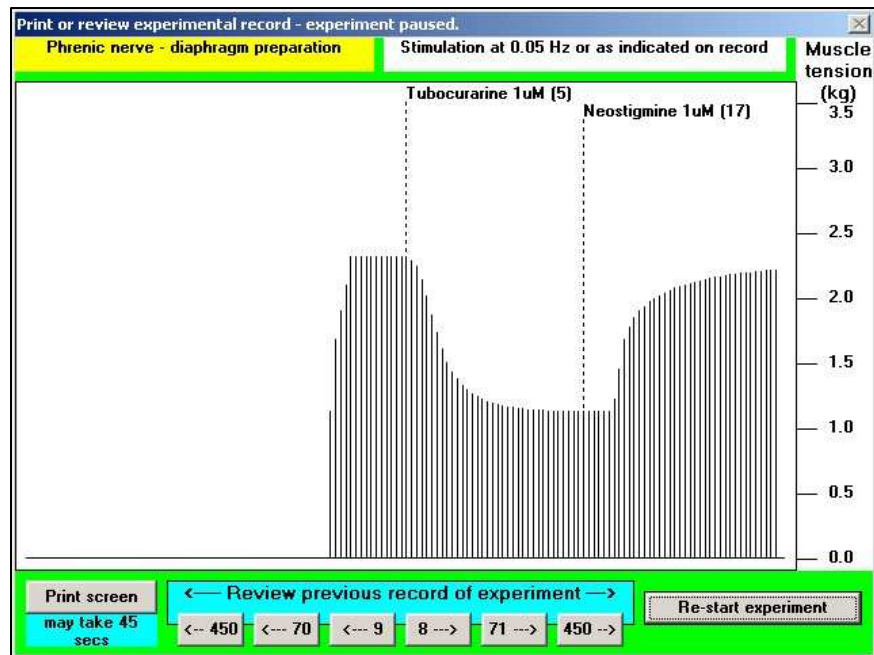 Print or review experimental record - experiment paused.
Phrenic nerve - diaphragm preparation
Stimulation at 0.05 Hz or as indicated on record
Muscle
tension
(kg)
Tubocurarine 1uM (5)
Neostigmine 1uM (17)
3.5
3.0
2.5
2.0
1.5
1.0
0.5
0.0
Print screen
may take 45
secs
<--- Review previous record of experiment --->
<-- 450
<--- 70
<--- 9
8 --->
71 --->
450 -->
Re-start experiment